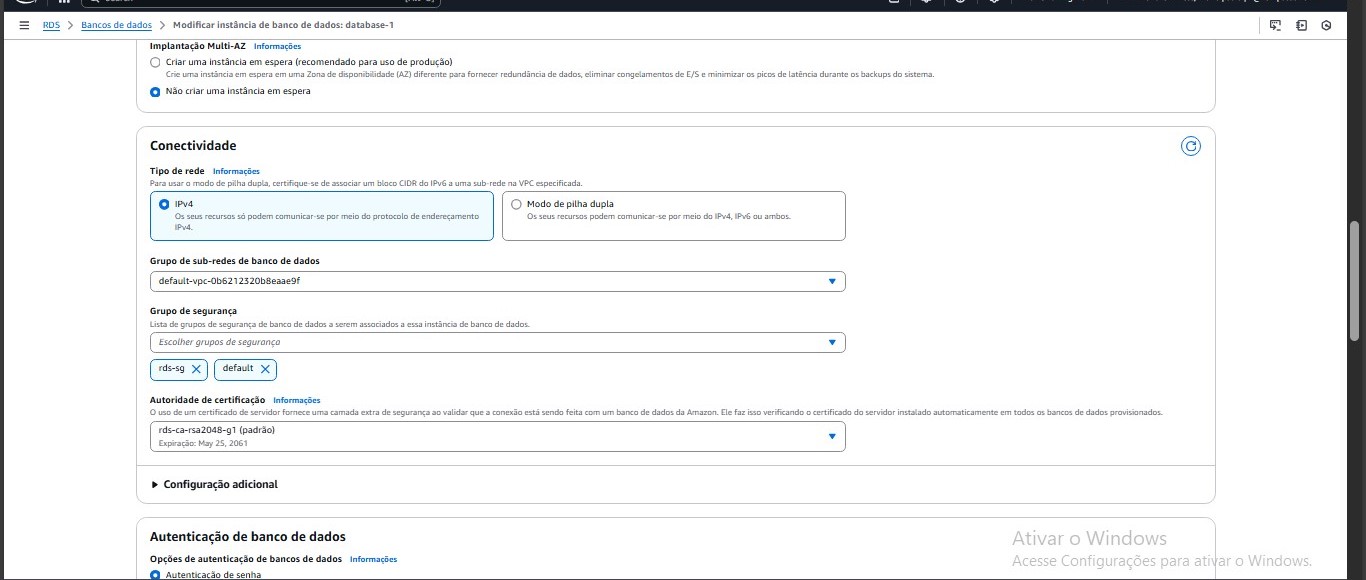 RDS > Bancos de dados > Modificar instância de banco de dados: database-1
Implantação Multi-AZ Informações
Criar uma instância em espera (recomendado para uso de produção)
Crie uma instância em espera em uma Zona de disponibilidade (AZ) diferente para fornecer redundância de dados, eliminar congelamentos de E/S e minimizar os picos de latência durante os backups do sistema.
Não criar uma instância em espera
Conectividade
Tipo de rede Informações
Para usar o modo de pilha dupla, certifique-se de associar um bloco CIDR do IPv6 a uma sub-rede na VPC especificada.
IPv4
Os seus recursos só podem comunicar-se por meio do protocolo de endereçamento
IPv4.
Modo de pilha dupla
Os seus recursos podem comunicar-se por meio do IPv4, IPv6 ou ambos.
Grupo de sub-redes de banco de dados
default-vpc-0b6212320b8eaae9f
Grupo de segurança
Lista de grupos de segurança de banco de dados a serem associados a essa instância de banco de dados.
Escolher grupos de segurança
rds-sg default
Autoridade de certificação Informações
O uso de um certificado de servidor fornece uma camada extra de segurança ao validar que a conexão está sendo feita com um banco de dados da Amazon. Ele faz isso verificando o certificado do servidor instalado automaticamente em todos os bancos de dados provisionados.
rds-ca-rsa2048-g1 (padrão)
Expiração: May 25, 2061
Configuração adicional
Autenticação de banco de dados
Opções de autenticação de bancos de dados Informações
Autenticação de senha
Ativar o Windows
Acesse Configurações para ativar o Windows.